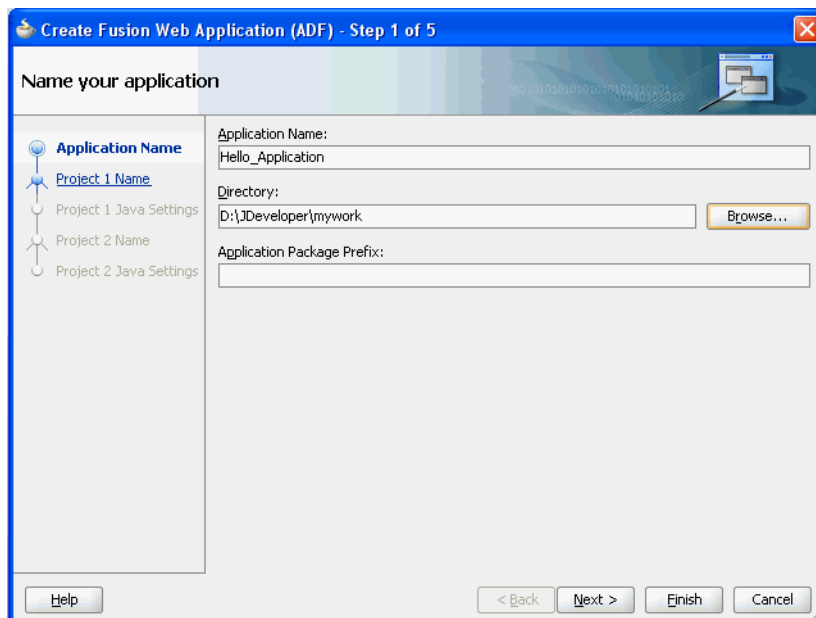 Create Fusion Web Application (ADF) - Step 1 of 5
Name your application
Application Name
Project 1 Name
Project 1 Java Settings
Project 2 Name
Project 2 Java Settings
Application Name:
Hello_Application
Directory:
D:\JDeveloper\mywork
Browse...
Application Package Prefix:
Help
< Back
Next >
Finish
Cancel